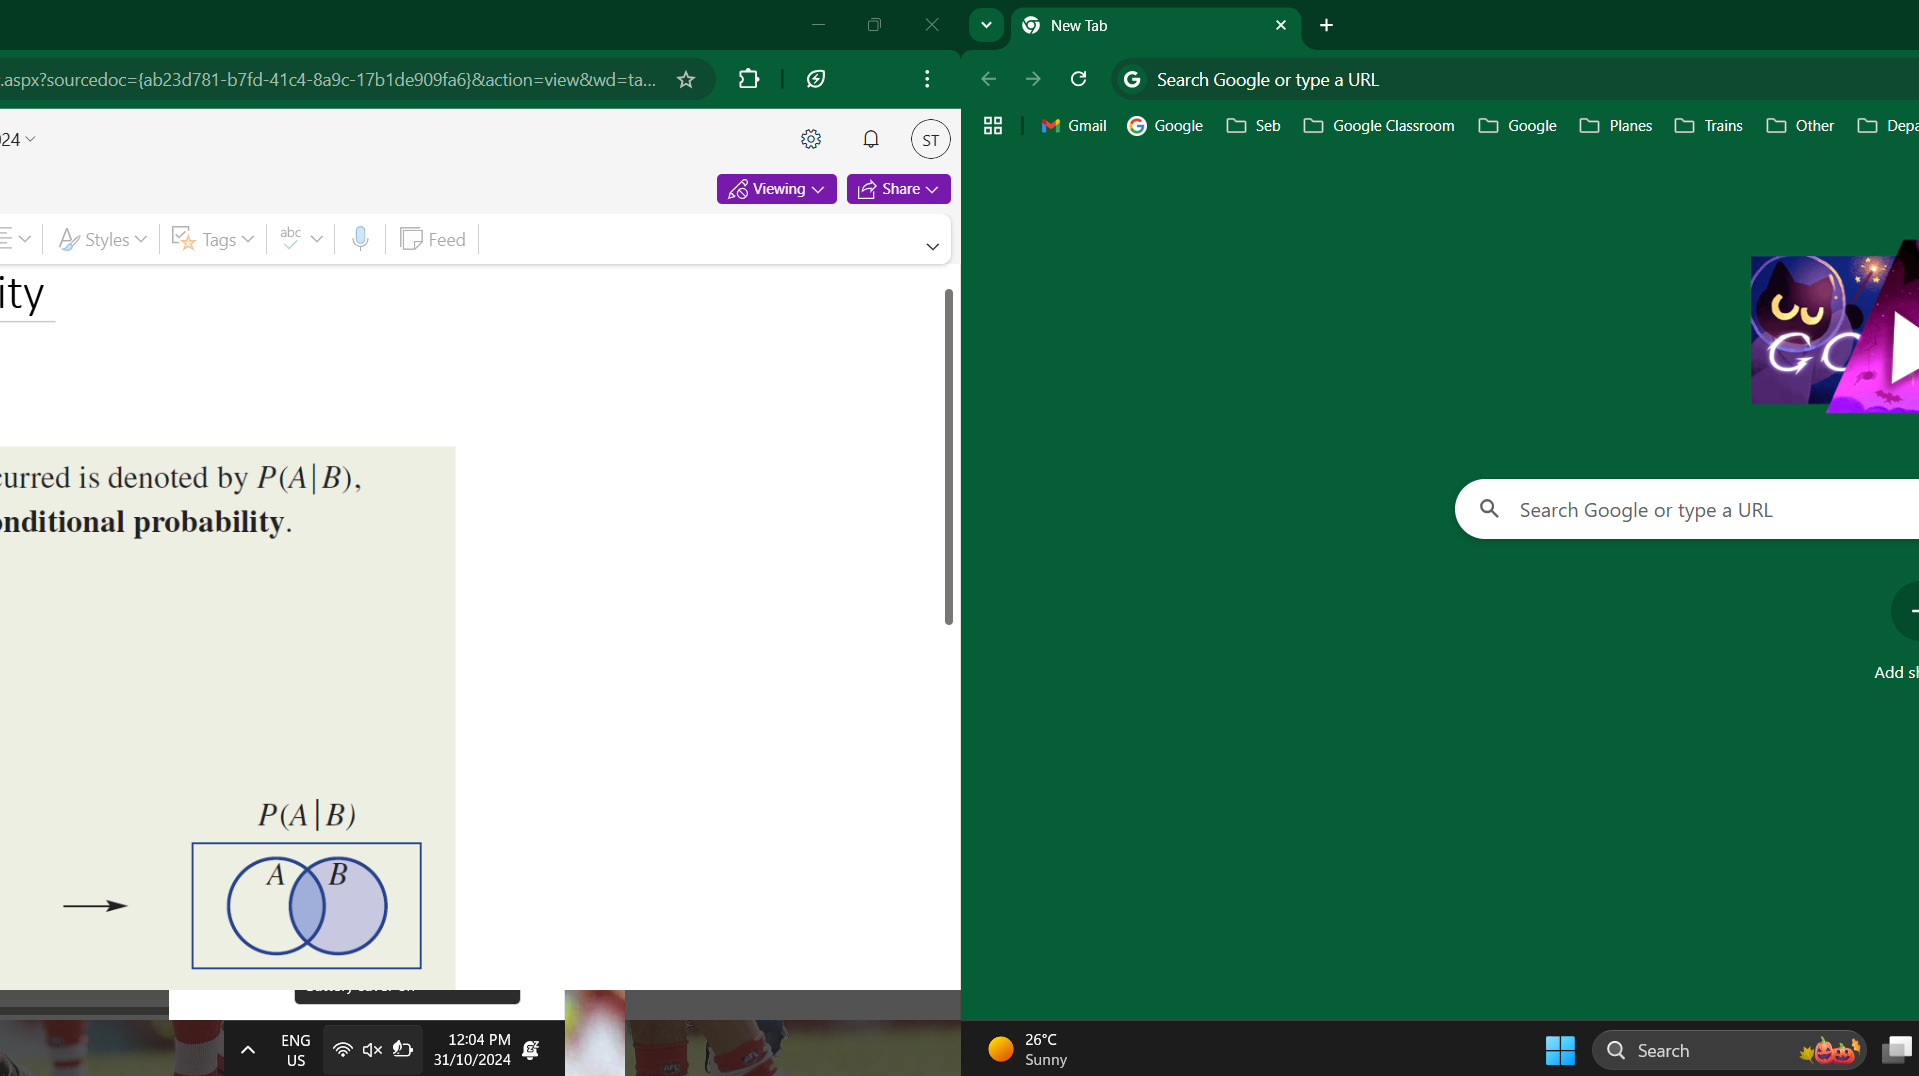 New Tab
.aspx?sourcedoc={ab23d781-b7fd-41c4-8a9c-17b1de909fa6}&action=view&wd=ta...
Search Google or type a URL
Gmail
Google
Seb
Google Classroom
Google
Planes
Trains
Other
Depa
24
ST
Viewing
Share
Styles
Tags
abc
Feed
ity
curred is denoted by P(A|B),
onditional probability.
P(A|B)
A
B
GO
Search Google or type a URL
Add sh
ENG
US
12:04 PM
31/10/2024
26°C
Sunny
Search